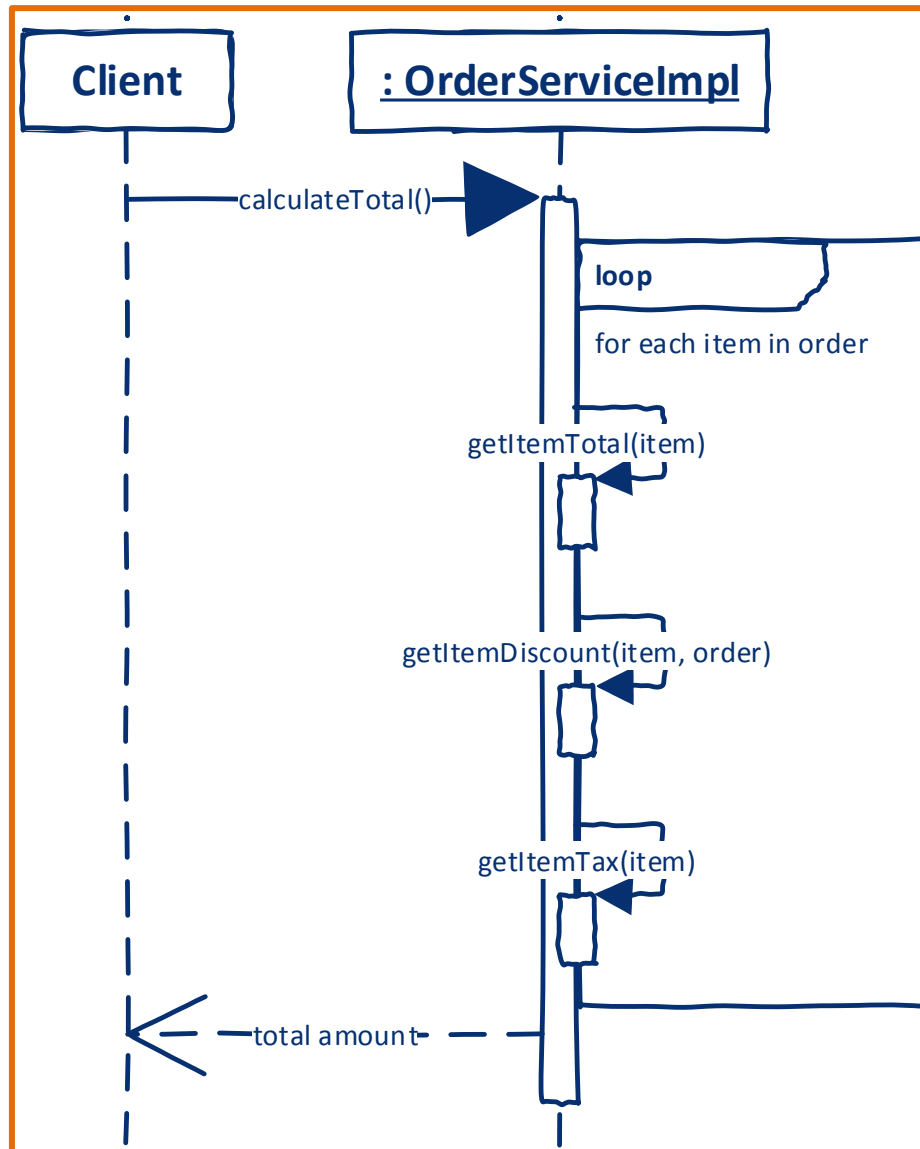 Client
: OrderServiceImpl
calculateTotal()
loop
for each item in order
getItemTotal(item)
getItemDiscount(item, order)
getItemTax(item)
total amount